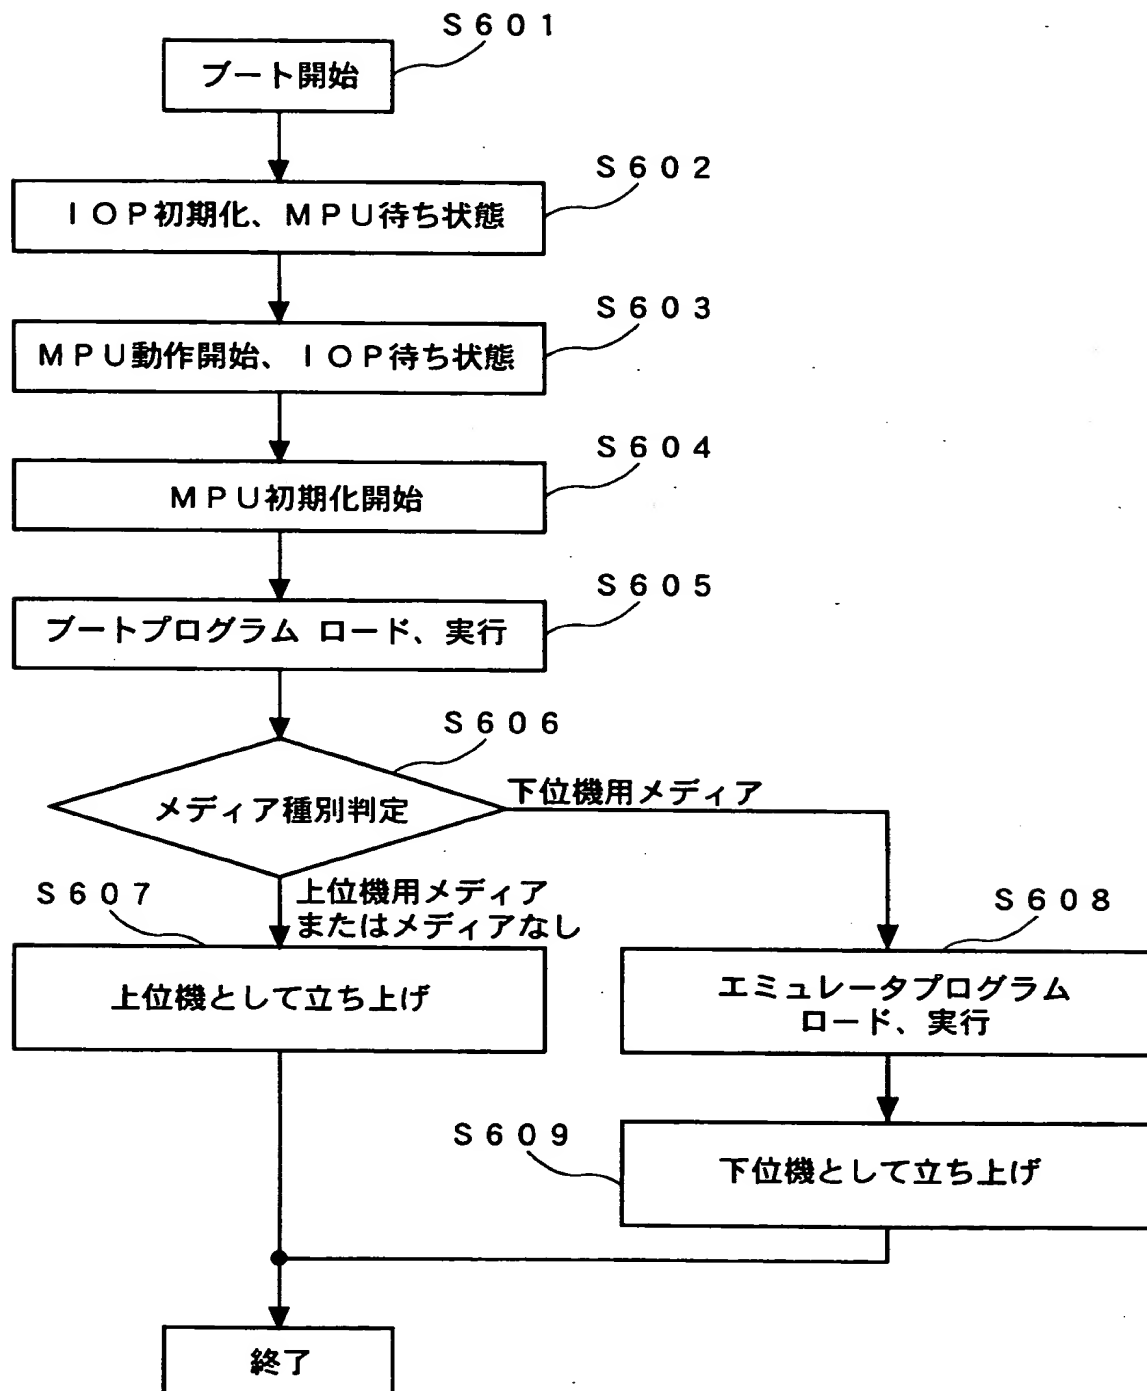 S601
ブート開始
S602
IOP初期化、MPU待ち状態
S603
MPU動作開始、IOP待ち状態
S604
MPU初期化開始
S605
ブートプログラム ロード、実行
S606
メディア種別判定
下位機用メディア
S607
上位機用メディア
またはメディアなし
上位機として立ち上げ
S608
エミュレータプログラム
ロード、実行
S609
下位機として立ち上げ
終了